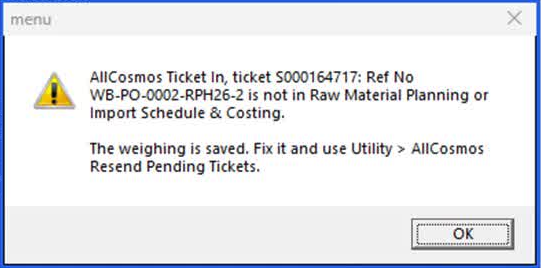 menu
AllCosmos Ticket In, ticket S000164717: Ref No
WB-PO-0002-RPH26-2 is not in Raw Material Planning or
Import Schedule & Costing.
The weighing is saved. Fix it and use Utility > AllCosmos
Resend Pending Tickets.
OK